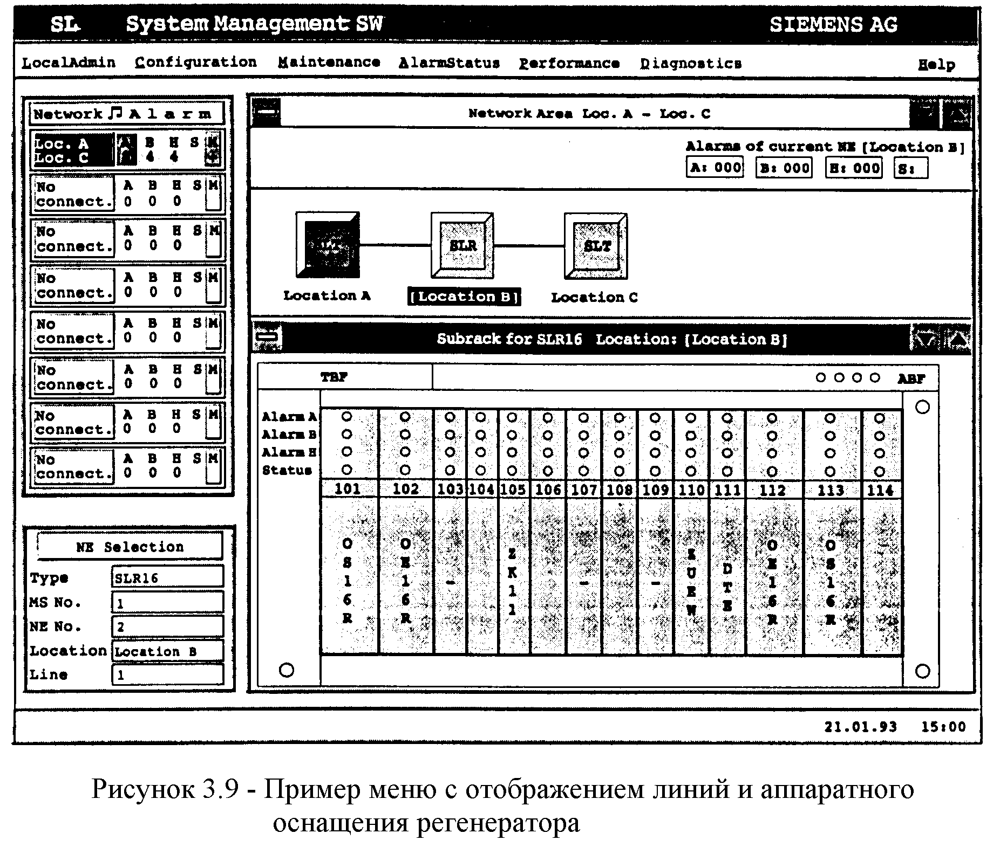 SL System Management SW SIEMENS AG
LocalAdmin Configuration Maintenance AlarmStatus Performance Diagnostics Help
Network Alarm
Loc. A B H S M
Loc. C 4 4
No A B H S M
connect. 0 0 0
No A B H S M
connect. 0 0 0
No A B H S M
connect. 0 0 0
No A B H S M
connect. 0 0 0
No A B H S M
connect. 0 0 0
No A B H S M
connect. 0 0 0
No A B H S M
connect. 0 0 0
NE Selection
Type SLR16
MS No. 1
NE No. 2
Location Location B
Line 1
Network Area Loc. A - Loc. C
Alarms of current NE [Location B]
A: 000 B: 000 H: 000 S:
SLR SLT
Location A [Location B] Location C
Subrack for SLR16 Location: [Location B]
TBF ABF
Alarm A
Alarm B
Alarm H
Status
101 102 103 104 105 106 107 108 109 110 111 112 113 114
OS16R OE16R - ZK11 - - ZUEW DTE OE16R OS16R
21.01.93 15:00
Рисунок 3.9 - Пример меню с отображением линий и аппаратного
оснащения регенератора